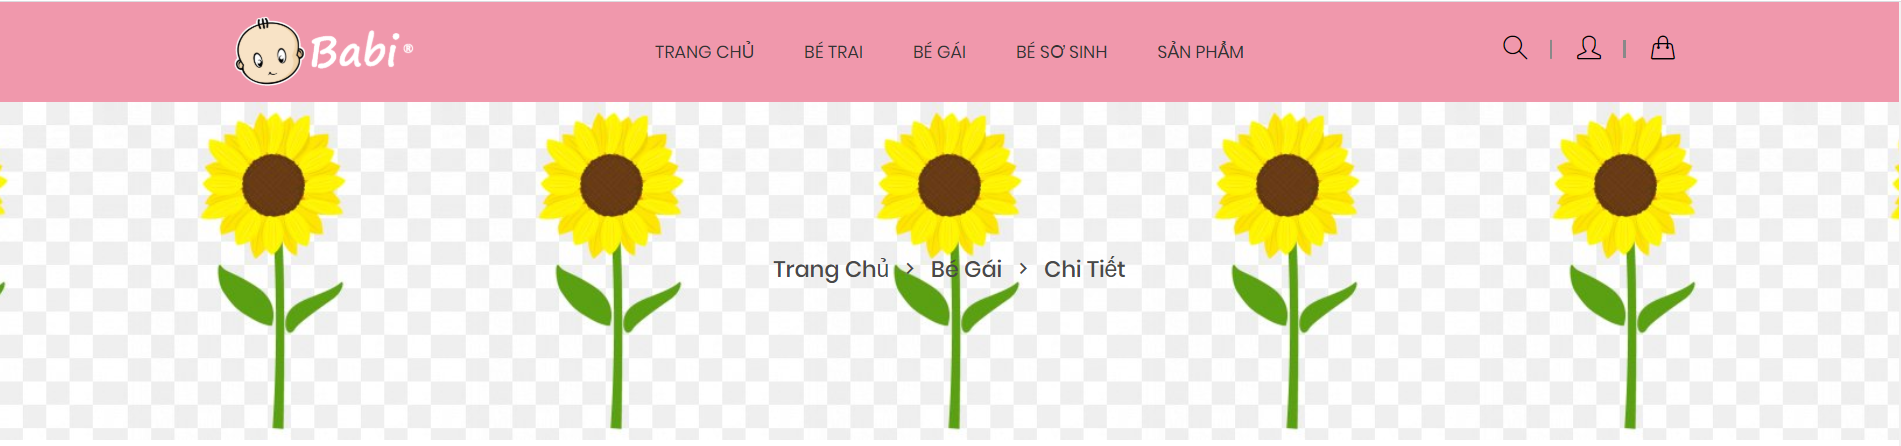 Babi ®
TRANG CHỦ BÉ TRAI BÉ GÁI BÉ SƠ SINH SẢN PHẨM
Trang Chủ > Bé Gái > Chi Tiết